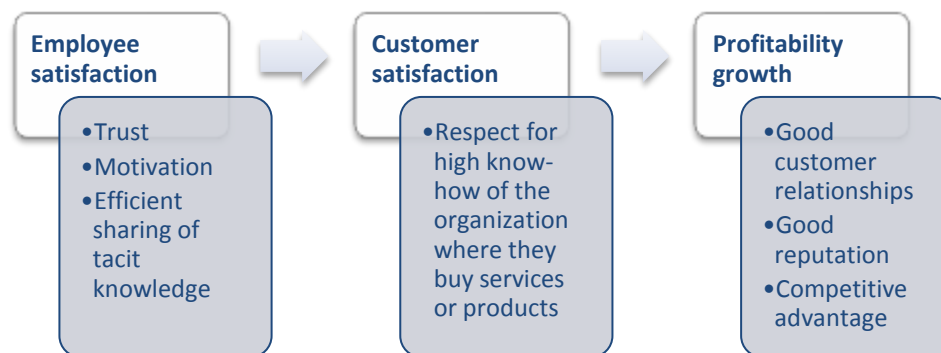 Employee
satisfaction
•Trust
•Motivation
•Efficient
sharing of
tacit
knowledge
Customer
satisfaction
•Respect for
high know-
how of the
organization
where they
buy services
or products
Profitability
growth
•Good
customer
relationships
•Good
reputation
•Competitive
advantage